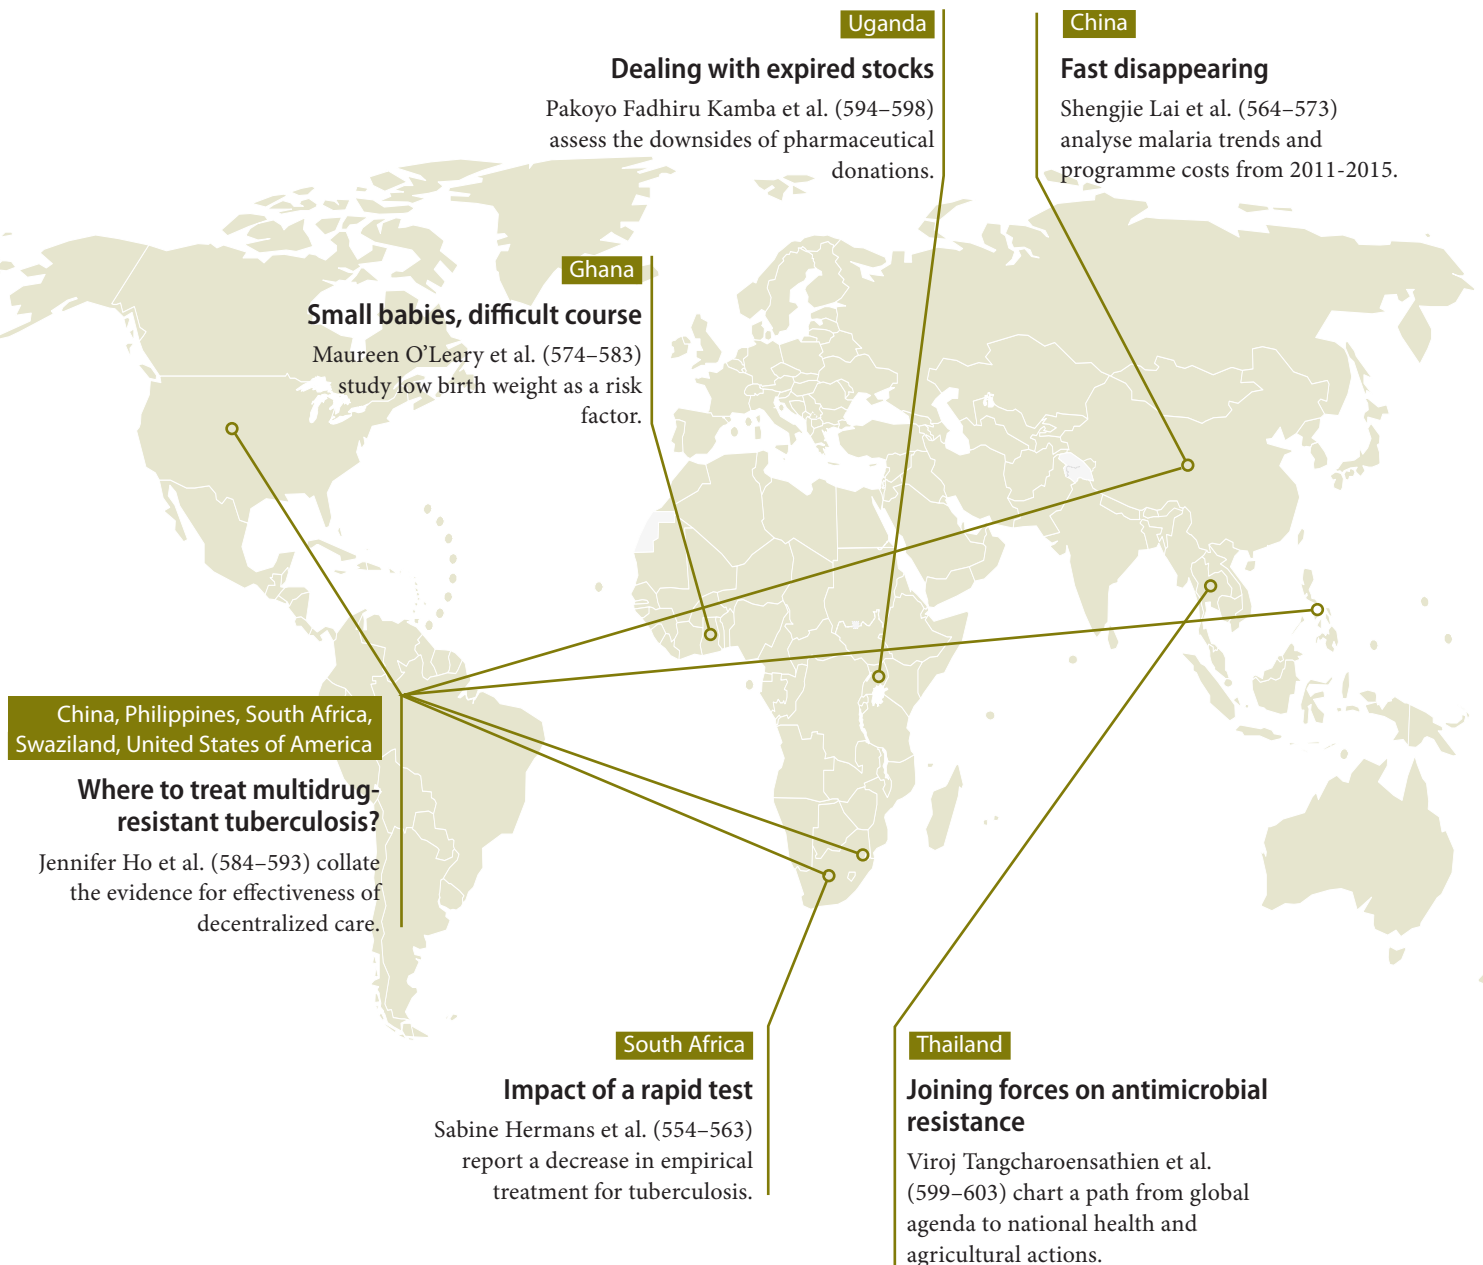 Uganda
Dealing with expired stocks
Pakoyo Fadhiru Kamba et al. (594–598)
assess the downsides of pharmaceutical
donations.
China
Fast disappearing
Shengjie Lai et al. (564–573)
analyse malaria trends and
programme costs from 2011-2015.
Ghana
Small babies, difficult course
Maureen O’Leary et al. (574–583)
study low birth weight as a risk
factor.
China, Philippines, South Africa,
Swaziland, United States of America
Where to treat multidrug-
resistant tuberculosis?
Jennifer Ho et al. (584–593) collate
the evidence for effectiveness of
decentralized care.
South Africa
Impact of a rapid test
Sabine Hermans et al. (554–563)
report a decrease in empirical
treatment for tuberculosis.
Thailand
Joining forces on antimicrobial
resistance
Viroj Tangcharoensathien et al.
(599–603) chart a path from global
agenda to national health and
agricultural actions.